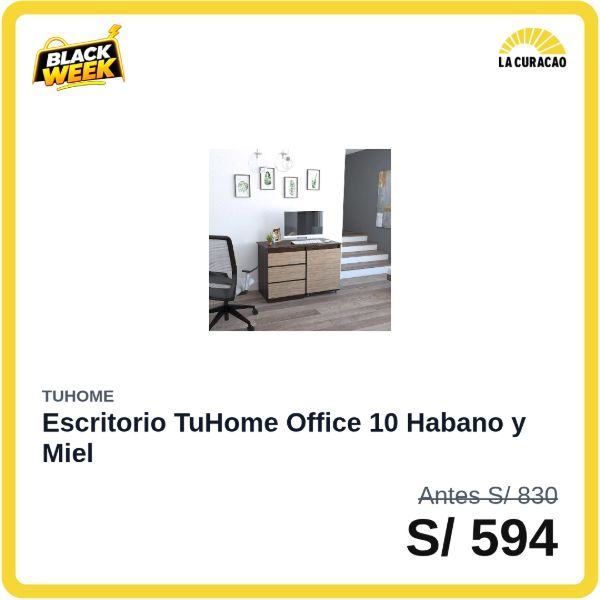 BLACK
WEEK
LA CURACAO
TUHOME
Escritorio TuHome Office 10 Habano y
Miel
Antes S/ 830
S/ 594